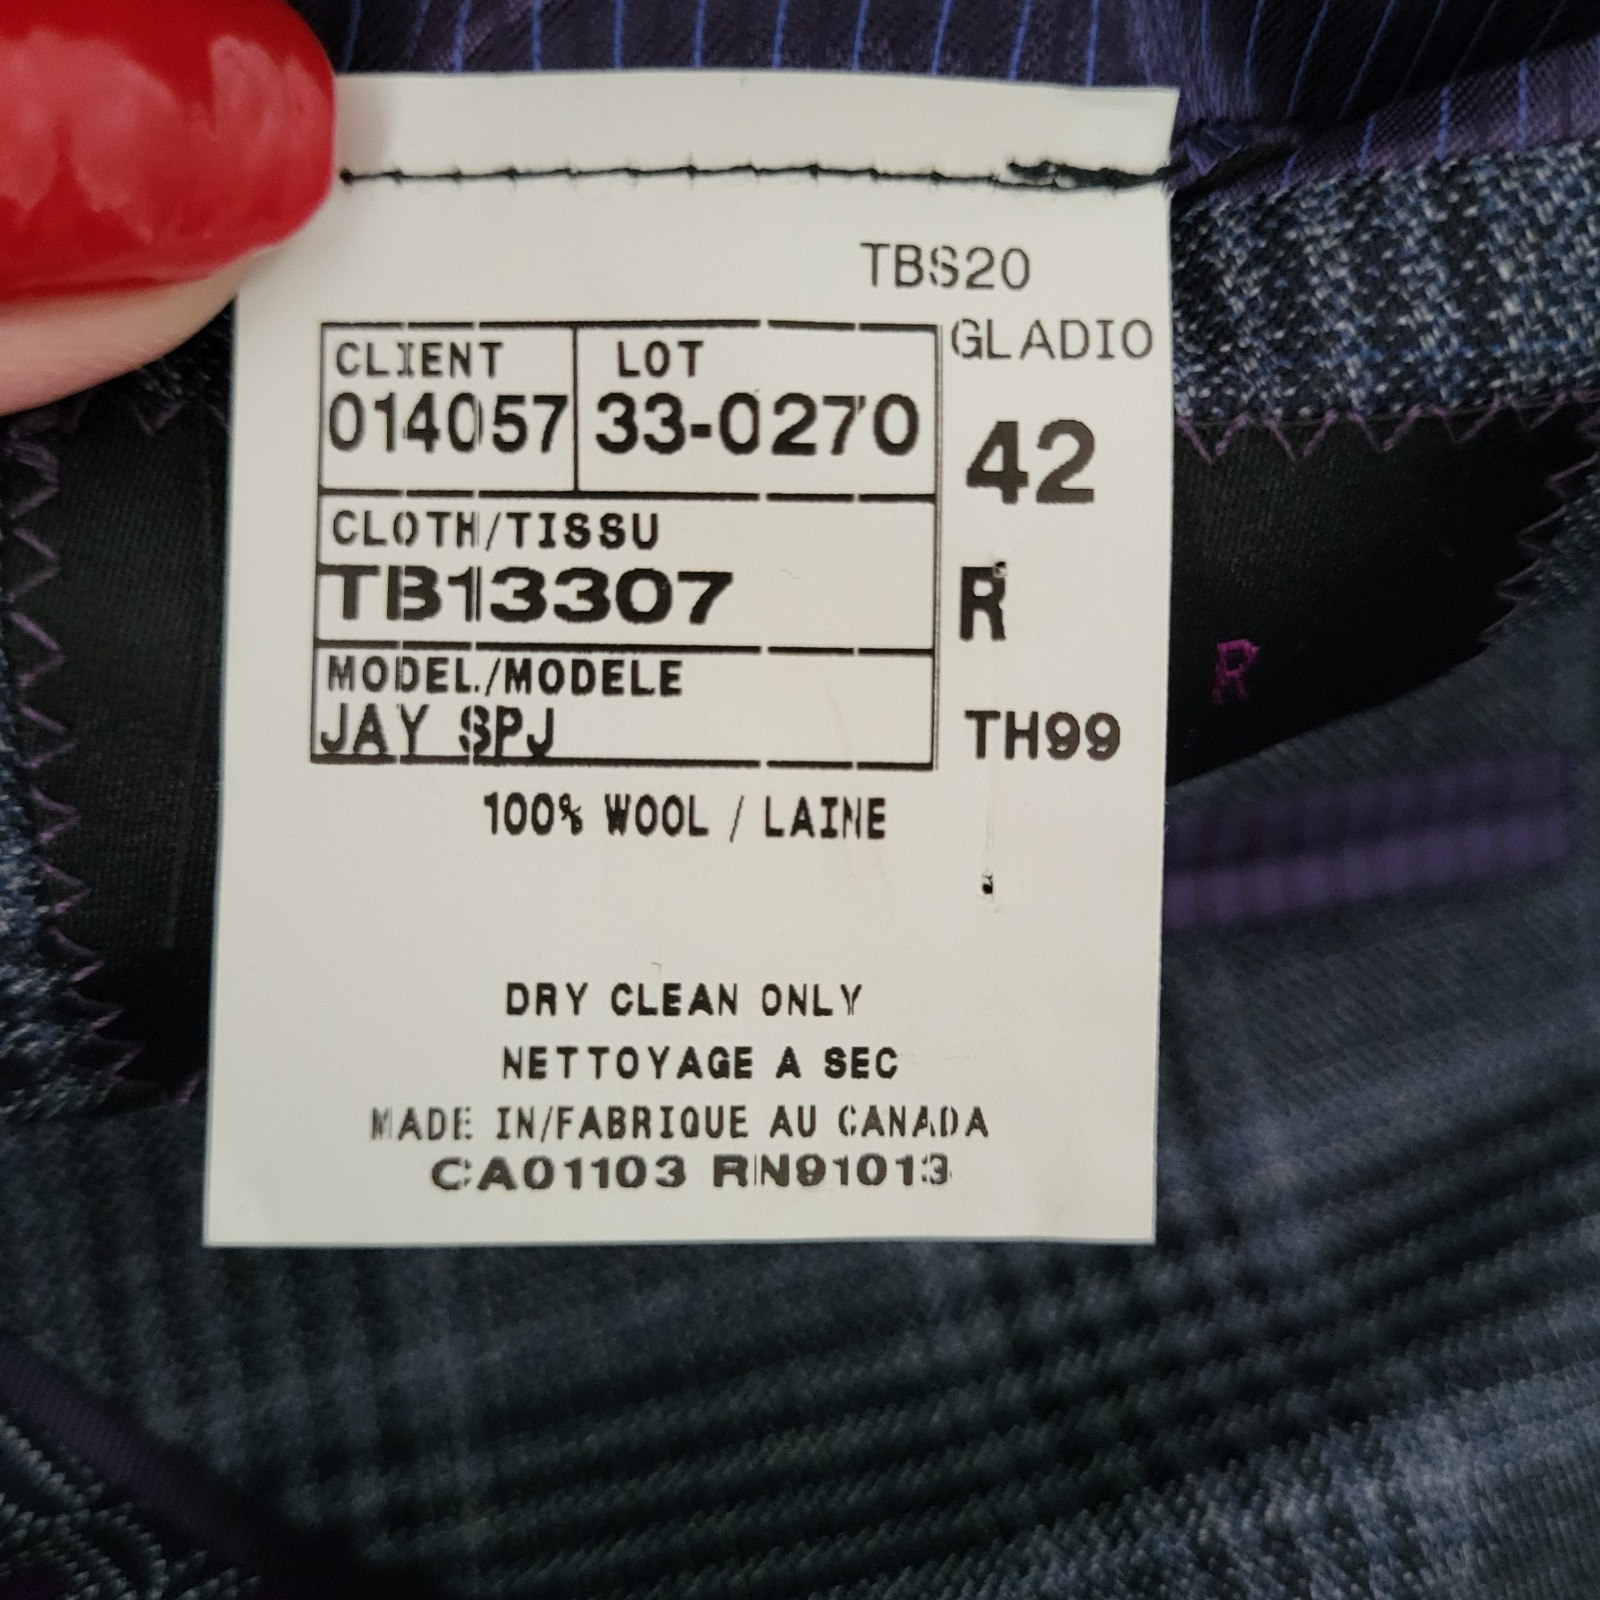 TBS20
GLADIO
CLIENT LOT
014057 33-0270
42
CLOTH/TISSU
TB13307
R
MODEL./MODELE
JAY SPJ
TH99
R
100% WOOL / LAINE
DRY CLEAN ONLY
NETTOYAGE A SEC
MADE IN/FABRIQUE AU CANADA
CA01103 RN91013